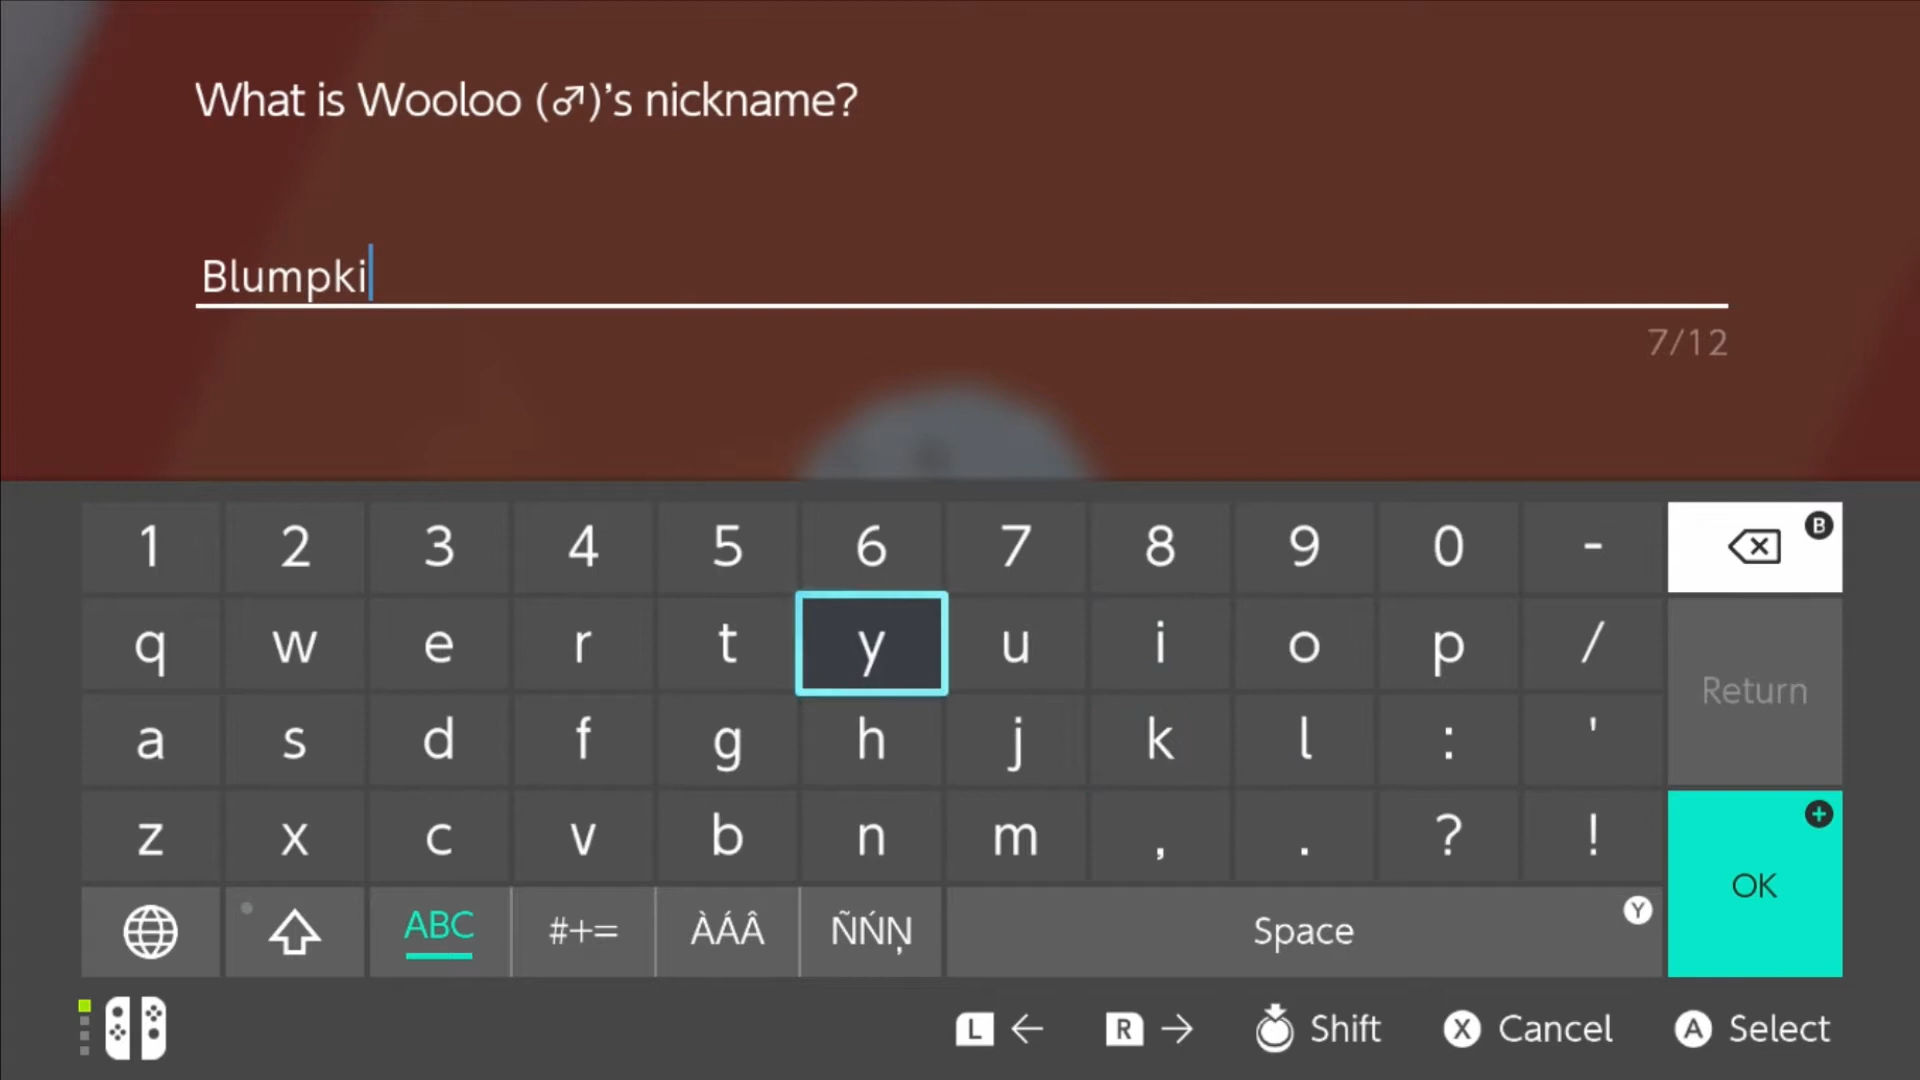 What is Wooloo (♂)'s nickname?
Blumpki
7/12
1 2 3 4 5 6 7 8 9 0 - B
q w e r t y u i o p / Return
a s d f g h j k l : '
z x c v b n m , . ? ! + OK
ABC #+= ÀÁÂ ÑŃŅ Space Y
L ← R → Shift X Cancel A Select